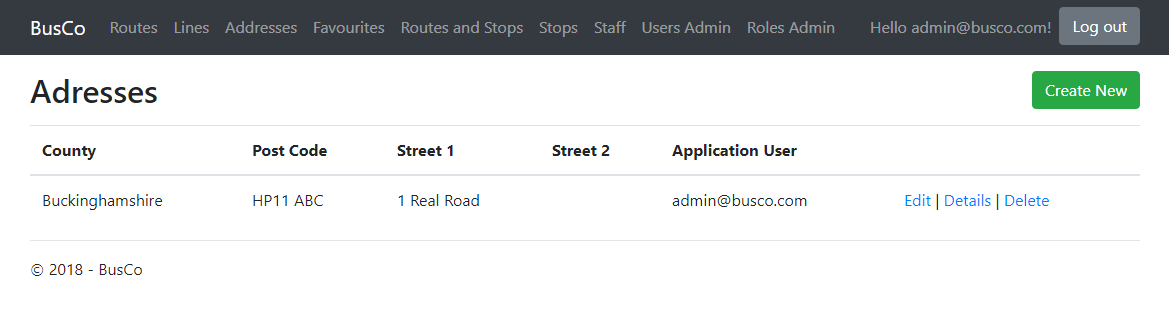 BusCo Routes Lines Addresses Favourites Routes and Stops Stops Staff Users Admin Roles Admin Hello admin@busco.com! Log out
Adresses Create New
County Post Code Street 1 Street 2 Application User
Buckinghamshire HP11 ABC 1 Real Road admin@busco.com Edit | Details | Delete
© 2018 - BusCo